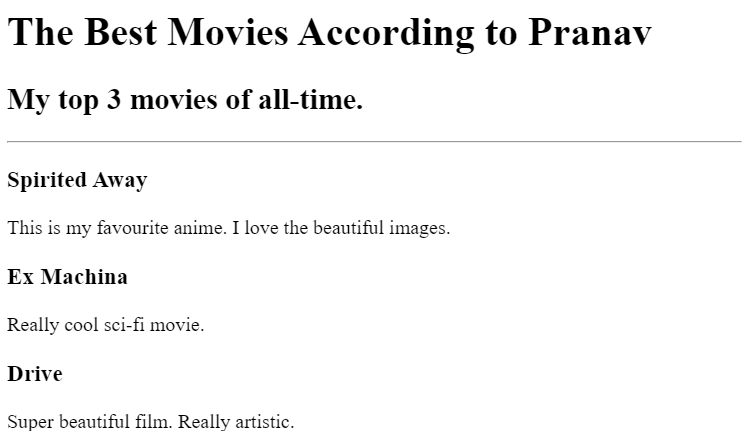 The Best Movies According to Pranav
My top 3 movies of all-time.
Spirited Away
This is my favourite anime. I love the beautiful images.
Ex Machina
Really cool sci-fi movie.
Drive
Super beautiful film. Really artistic.